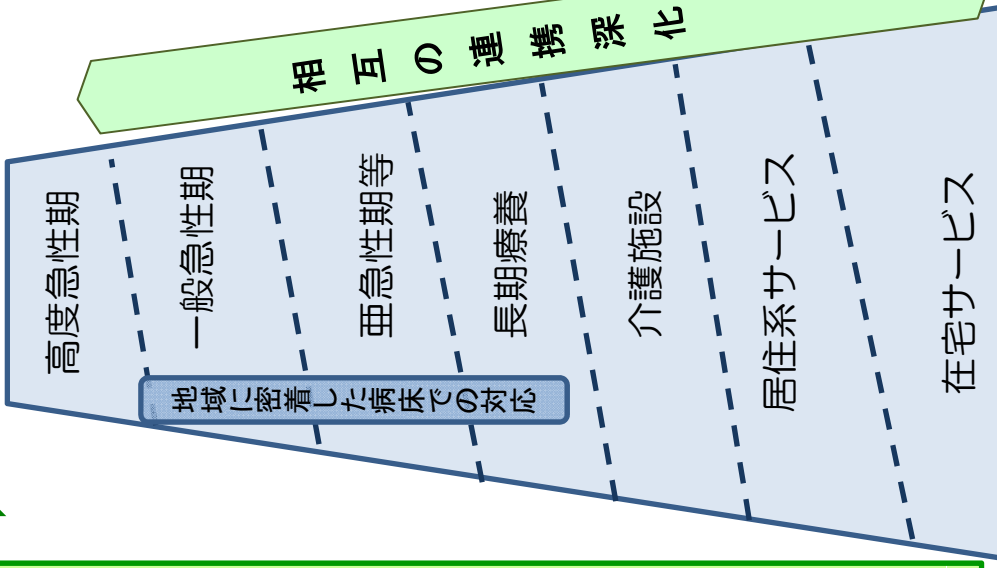 相互の連携深化
高度急性期
一般急性期
亜急性期等
長期療養
介護施設
居住系サービス
在宅サービス
地域に密着した病床での対応